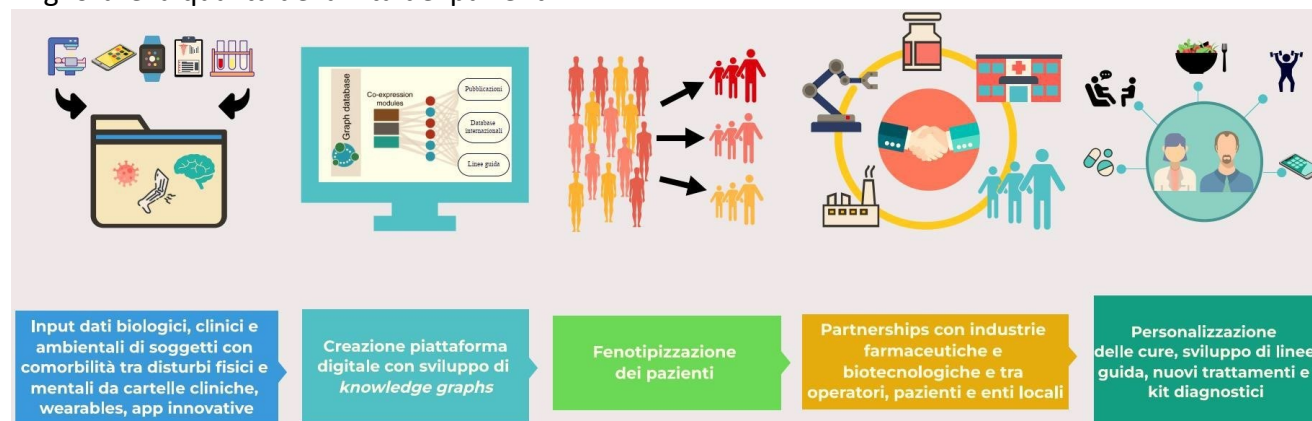 Graph database
Co-expression
modules
Pubblicazioni
Database
internazionali
Linee guida
Input dati biologici, clinici e
ambientali di soggetti con
comorbilità tra disturbi fisici e
mentali da cartelle cliniche,
wearables, app innovative
Creazione piattaforma
digitale con sviluppo di
knowledge graphs
Fenotipizzazione
dei pazienti
Partnerships con industrie
farmaceutiche e
biotecnologiche e tra
operatori, pazienti e enti locali
Personalizzazione
delle cure, sviluppo di linee
guida, nuovi trattamenti e
kit diagnostici